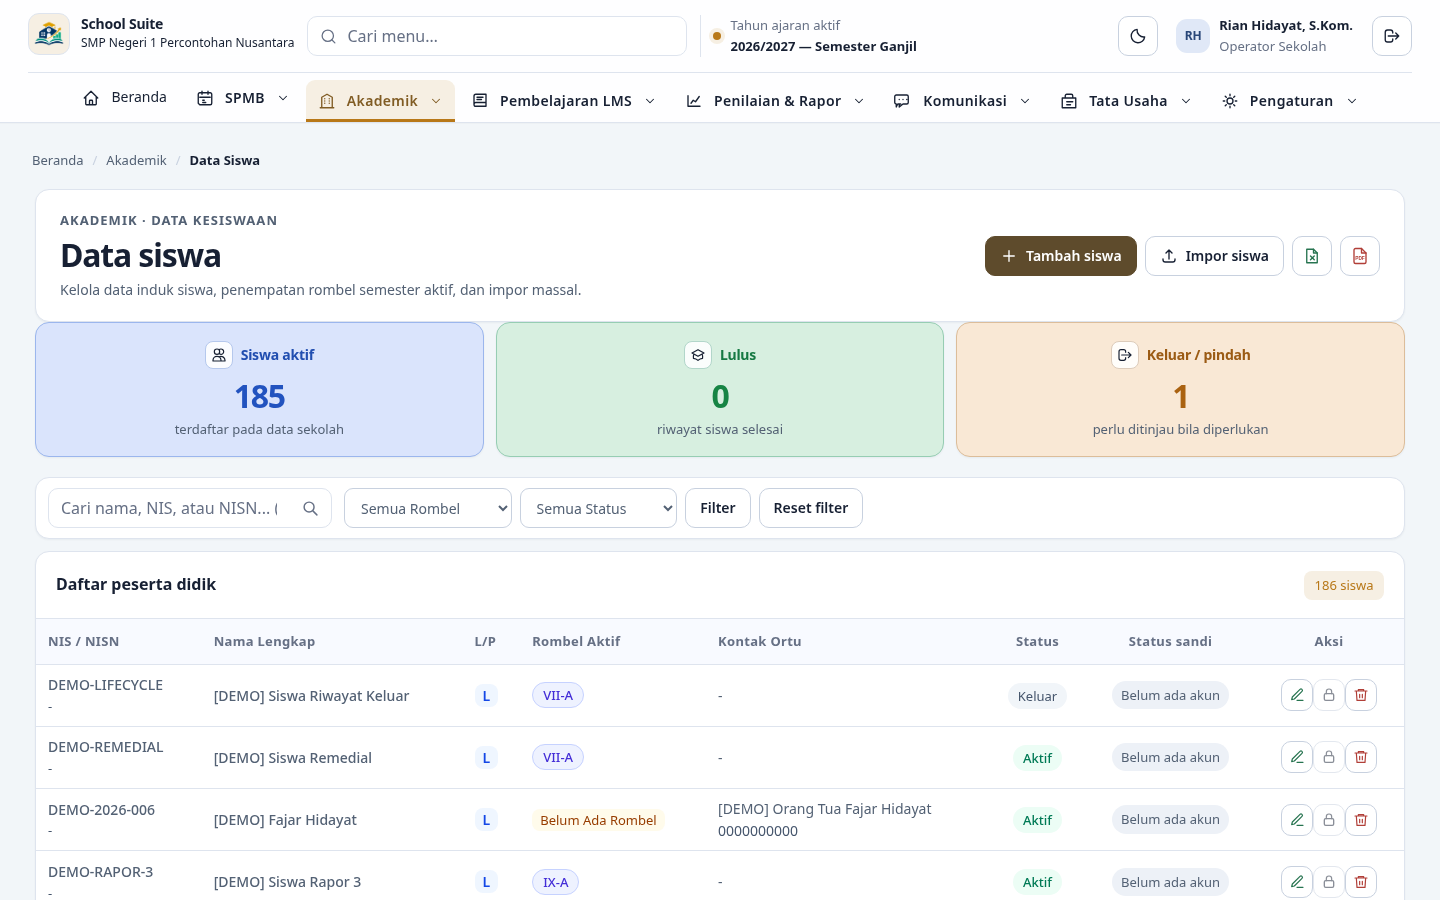 School Suite
SMP Negeri 1 Percontohan Nusantara
Cari menu...
Tahun ajaran aktif
2026/2027 — Semester Ganjil
RH
Rian Hidayat, S.Kom.
Operator Sekolah
Beranda
SPMB
Akademik
Pembelajaran LMS
Penilaian & Rapor
Komunikasi
Tata Usaha
Pengaturan
Beranda / Akademik / Data Siswa
AKADEMIK · DATA KESISWAAN
Data siswa
Kelola data induk siswa, penempatan rombel semester aktif, dan impor massal.
Tambah siswa
Impor siswa
PDF
Siswa aktif
185
terdaftar pada data sekolah
Lulus
0
riwayat siswa selesai
Keluar / pindah
1
perlu ditinjau bila diperlukan
Cari nama, NIS, atau NISN... (
Semua Rombel
Semua Status
Filter
Reset filter
Daftar peserta didik
186 siswa
NIS / NISN Nama Lengkap L/P Rombel Aktif Kontak Ortu Status Status sandi Aksi
DEMO-LIFECYCLE
-
[DEMO] Siswa Riwayat Keluar L VII-A - Keluar Belum ada akun
DEMO-REMEDIAL
-
[DEMO] Siswa Remedial L VII-A - Aktif Belum ada akun
DEMO-2026-006
-
[DEMO] Fajar Hidayat L Belum Ada Rombel
[DEMO] Orang Tua Fajar Hidayat
0000000000
Aktif Belum ada akun
DEMO-RAPOR-3
-
[DEMO] Siswa Rapor 3 L IX-A - Aktif Belum ada akun